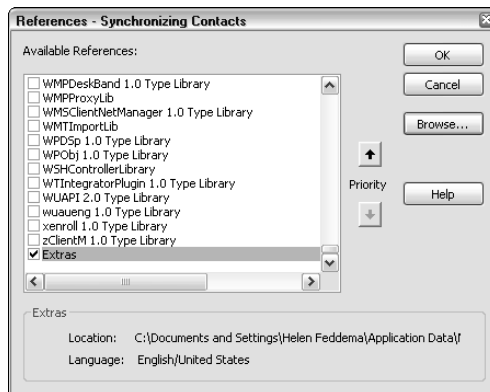 References - Synchronizing Contacts
Available References:
WMPDeskBand 1.0 Type Library
WMPProxyLib
WMSClientNetManager 1.0 Type Library
WMTImportLib
WPDSp 1.0 Type Library
WPObj 1.0 Type Library
WSHControllerLibrary
WTIntegratorPlugin 1.0 Type Library
WUAPI 2.0 Type Library
wuaueng 1.0 Type Library
xenroll 1.0 Type Library
zClientM 1.0 Type Library
Extras
OK
Cancel
Browse...
Priority
Help
Extras
Location: C:\Documents and Settings\Helen Feddema\Application Data\
Language: English/United States